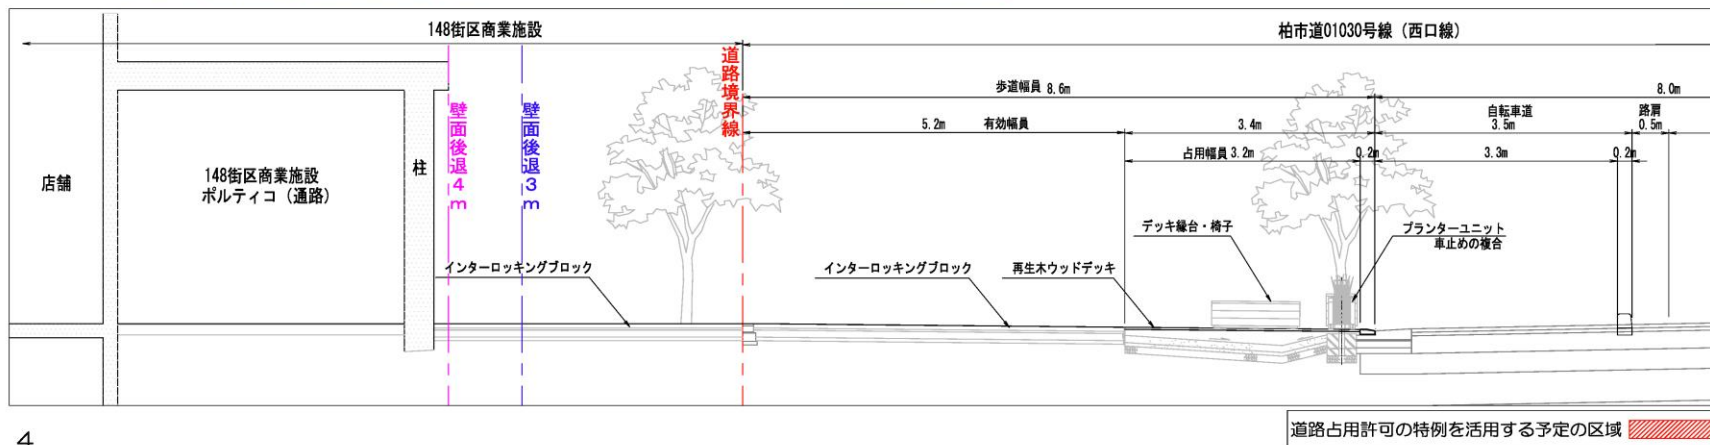 148街区商業施設
柏市道01030号線（西口線）
道路境界線
歩道幅員 8.6m
8.0m
壁面後退4m
壁面後退3m
自転車道
路肩
5.2m 有効幅員
3.4m
3.5m
0.5m
柱
占用幅員3.2m
0.2m
3.3m
0.2m
店舗
148街区商業施設
ポルティコ（通路）
デッキ縁台・椅子
プランターユニット
車止めの複合
インターロッキングブロック
インターロッキングブロック
再生木ウッドデッキ
道路占用許可の特例を活用する予定の区域
4